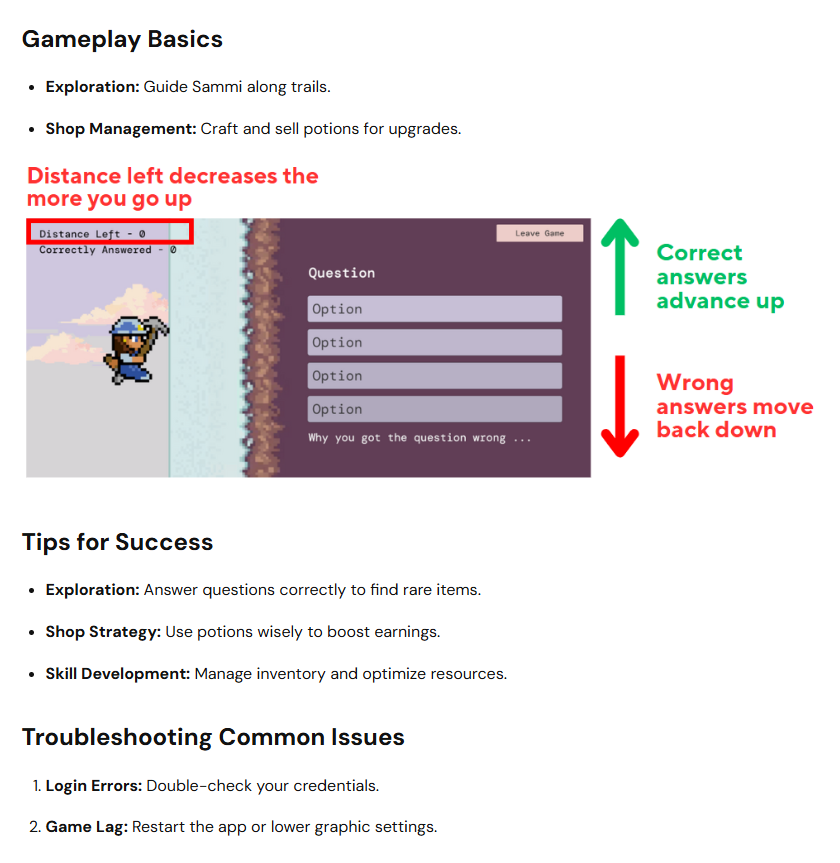 Gameplay Basics
• Exploration: Guide Sammi along trails.
• Shop Management: Craft and sell potions for upgrades.
Distance left decreases the
more you go up
Distance Left - 0
Correctly Answered - 0
Leave Game
Question
Option
Option
Option
Option
Why you got the question wrong ...
Correct
answers
advance up
Wrong
answers move
back down
Tips for Success
• Exploration: Answer questions correctly to find rare items.
• Shop Strategy: Use potions wisely to boost earnings.
• Skill Development: Manage inventory and optimize resources.
Troubleshooting Common Issues
1. Login Errors: Double-check your credentials.
2. Game Lag: Restart the app or lower graphic settings.